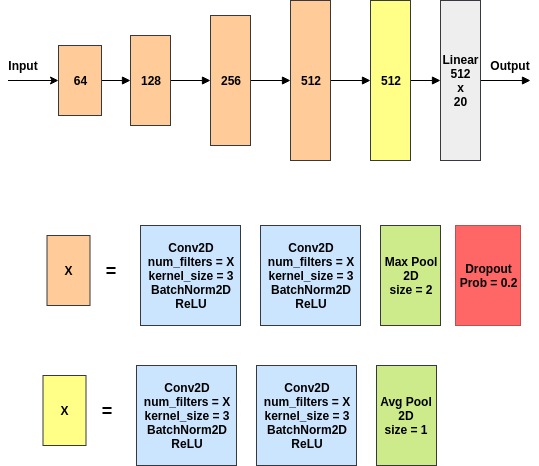 Input
64
128
256
512
512
Linear
512
x
20
Output
X
=
Conv2D
num_filters = X
kernel_size = 3
BatchNorm2D
ReLU
Conv2D
num_filters = X
kernel_size = 3
BatchNorm2D
ReLU
Max Pool
2D
size = 2
Dropout
Prob = 0.2
X
=
Conv2D
num_filters = X
kernel_size = 3
BatchNorm2D
ReLU
Conv2D
num_filters = X
kernel_size = 3
BatchNorm2D
ReLU
Avg Pool
2D
size = 1